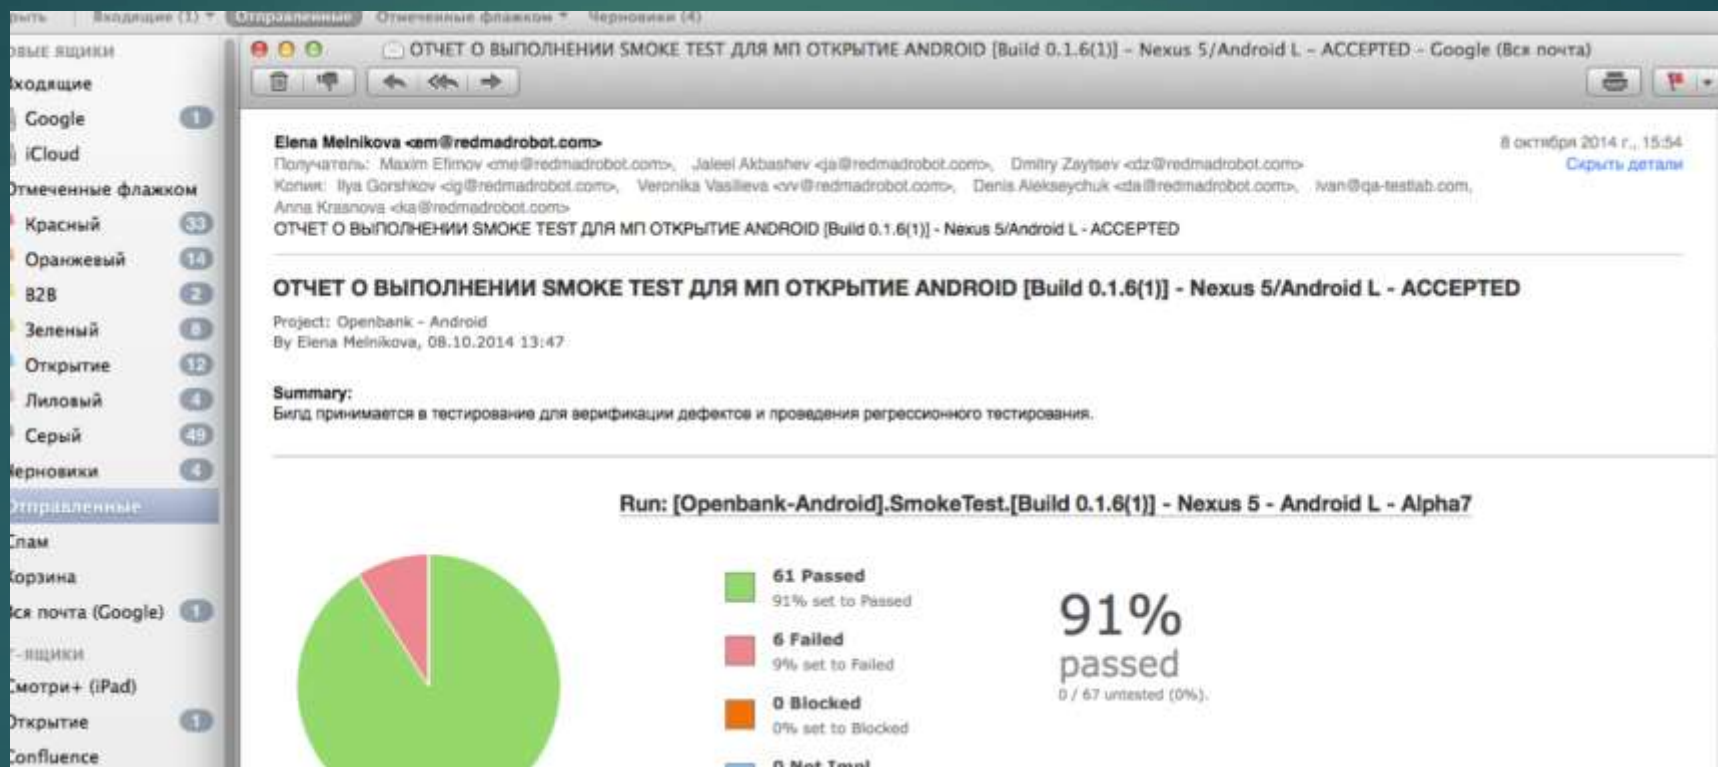 Входящие (1) Отправленные Отмеченные флажком Черновики (4)
ОТЧЕТ О ВЫПОЛНЕНИИ SMOKE TEST ДЛЯ МП ОТКРЫТИЕ ANDROID [Build 0.1.6(1)] – Nexus 5/Android L – ACCEPTED – Google (Вся почта)
ящики
Входящие
Google 1
iCloud
Отмеченные флажком
Красный 33
Оранжевый 14
B2B 2
Зеленый 8
Открытие 12
Лиловый 4
Серый 49
Черновики 4
Отправленные
Спам
Корзина
Вся почта (Google) 1
ящики
Смотри+ (iPad)
Открытие 1
Confluence
Elena Melnikova <em@redmadrobot.com>
8 октября 2014 г., 15:54
Получатель: Maxim Efimov <me@redmadrobot.com>, Jaleel Akbashev <ja@redmadrobot.com>, Dmitry Zaytsev <dz@redmadrobot.com>
Скрыть детали
Копия: Ilya Gorshkov <ig@redmadrobot.com>, Veronika Vasilieva <vv@redmadrobot.com>, Denis Alekseychuk <da@redmadrobot.com>, ivan@qa-testlab.com,
Anna Krasnova <ka@redmadrobot.com>
ОТЧЕТ О ВЫПОЛНЕНИИ SMOKE TEST ДЛЯ МП ОТКРЫТИЕ ANDROID [Build 0.1.6(1)] - Nexus 5/Android L - ACCEPTED
ОТЧЕТ О ВЫПОЛНЕНИИ SMOKE TEST ДЛЯ МП ОТКРЫТИЕ ANDROID [Build 0.1.6(1)] - Nexus 5/Android L - ACCEPTED
Project: Openbank - Android
By Elena Melnikova, 08.10.2014 13:47
Summary:
Билд принимается в тестирование для верификации дефектов и проведения регрессионного тестирования.
Run: [Openbank-Android].SmokeTest.[Build 0.1.6(1)] - Nexus 5 - Android L - Alpha7
61 Passed
91% set to Passed
6 Failed
9% set to Failed
0 Blocked
0% set to Blocked
0 Not Impl
91%
passed
0 / 67 untested (0%).